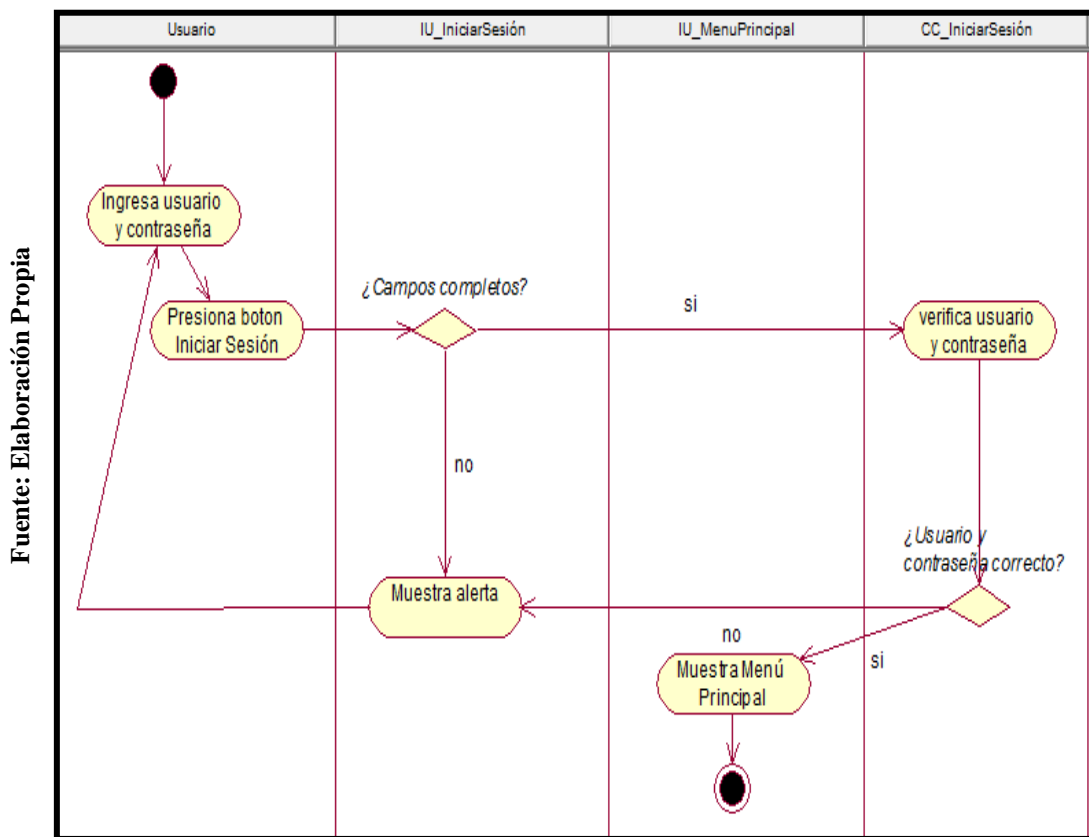 Fuente: Elaboración Propia
Usuario
IU_IniciarSesión
IU_MenuPrincipal
CC_IniciarSesión
Ingresa usuario
y contraseña
Presiona boton
Iniciar Sesión
¿Campos completos?
si
verifica usuario
y contraseña
no
¿Usuario y
contraseña correcto?
Muestra alerta
no
si
Muestra Menú
Principal